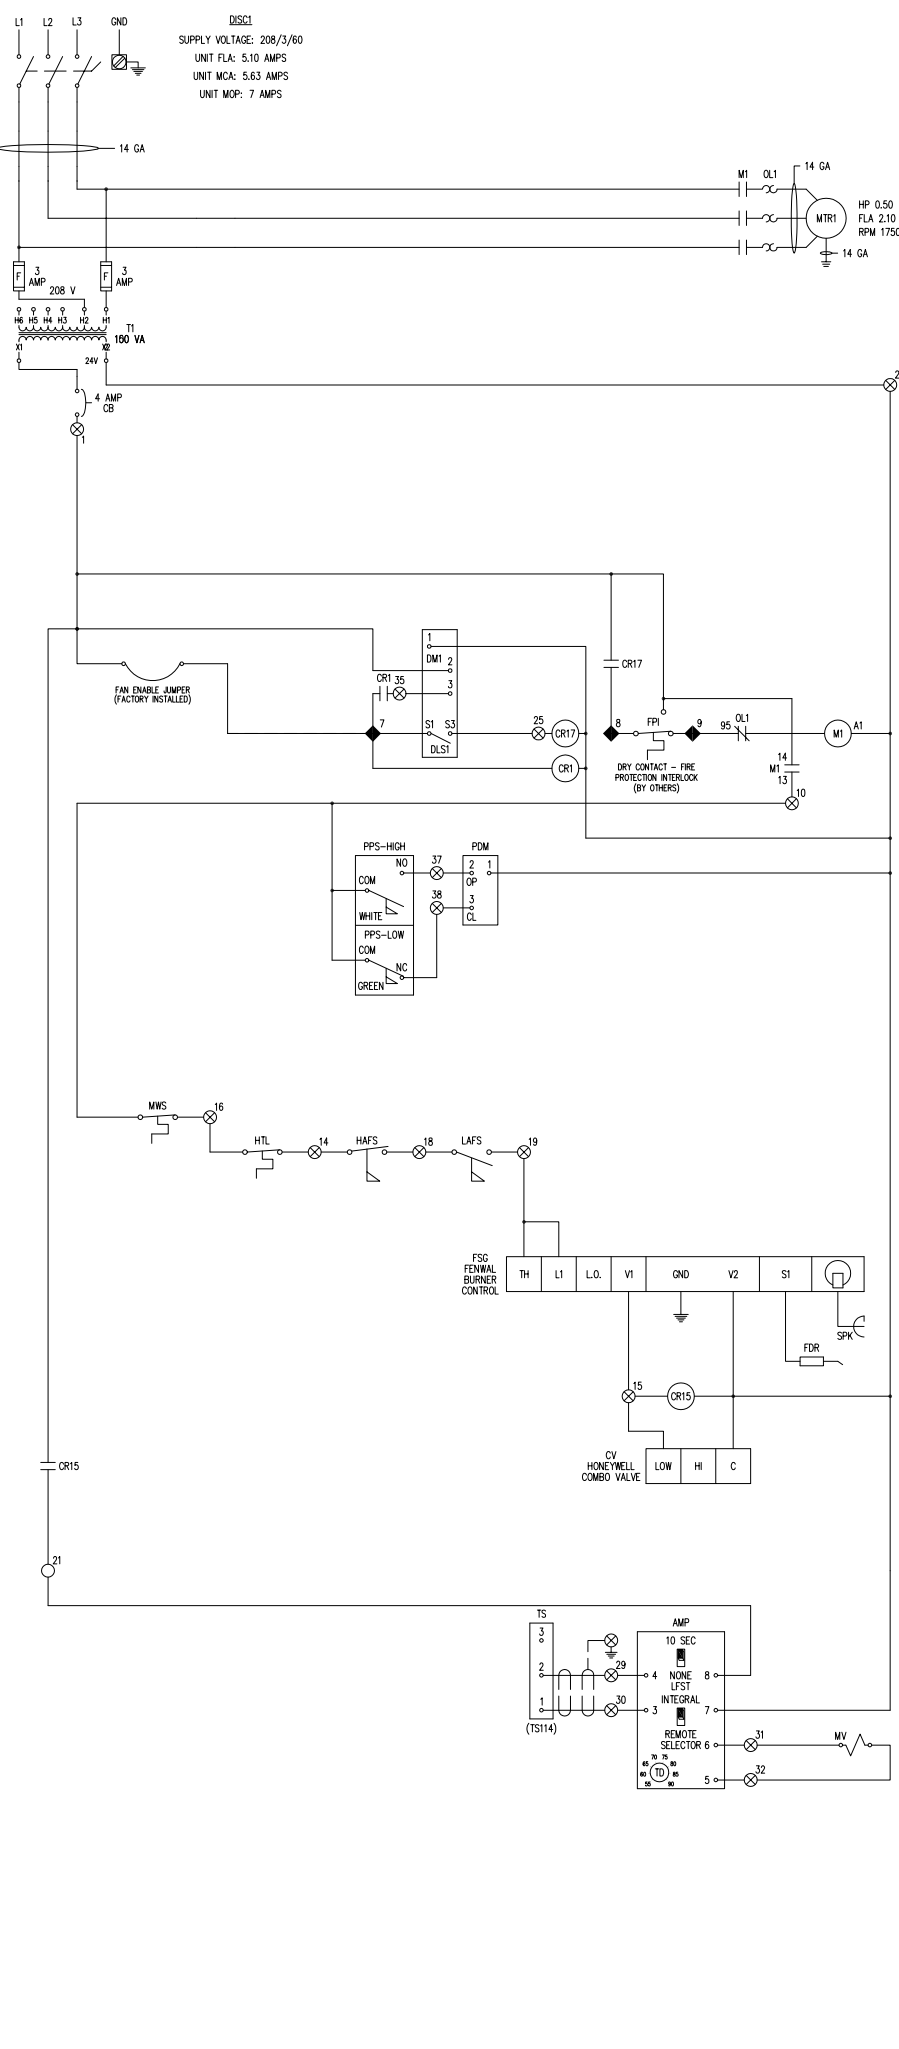 L1 L2 L3 GND
DISC1
SUPPLY VOLTAGE: 208/3/60
UNIT FLA: 5.10 AMPS
UNIT MCA: 5.63 AMPS
UNIT MOP: 7 AMPS
14 GA
14 GA
M1 OL1
MTR1
HP 0.50
FLA 2.10
RPM 1750
14 GA
F
3
AMP
F
3
AMP
208 V
H6 H5 H4 H3 H2 H1
T1
X1 X2
24V
2
4 AMP
CB
1
FAN ENABLE JUMPER
(FACTORY INSTALLED)
1
DM1
2
3
CR1 35
7
S1 S3
DLS1
25
CR17
CR1
CR17
8
FPI
9
95
OL1
M1
A1
DRY CONTACT - FIRE
PROTECTION INTERLOCK
(BY OTHERS)
14
M1
13
10
PPS-HIGH
NO
COM
WHITE
PPS-LOW
COM
NC
GREEN
37
38
PDM
2 1
OP
3
CL
MWS
16
HTL
14
HAFS
18
LAFS
19
FSG
FENWAL
BURNER
CONTROL
TH L1 L.O. V1 GND V2 S1
SPK
FDR
15
CR15
CV
HONEYWELL
COMBO VALVE
LOW HI C
CR15
21
TS
3
2
1
(TS114)
29
30
AMP
10 SEC
4 NONE 8
LFST
INTEGRAL
3 7
REMOTE
SELECTOR 6
31
MV
5
32
TD
55 60 65 70 75 80 85 90